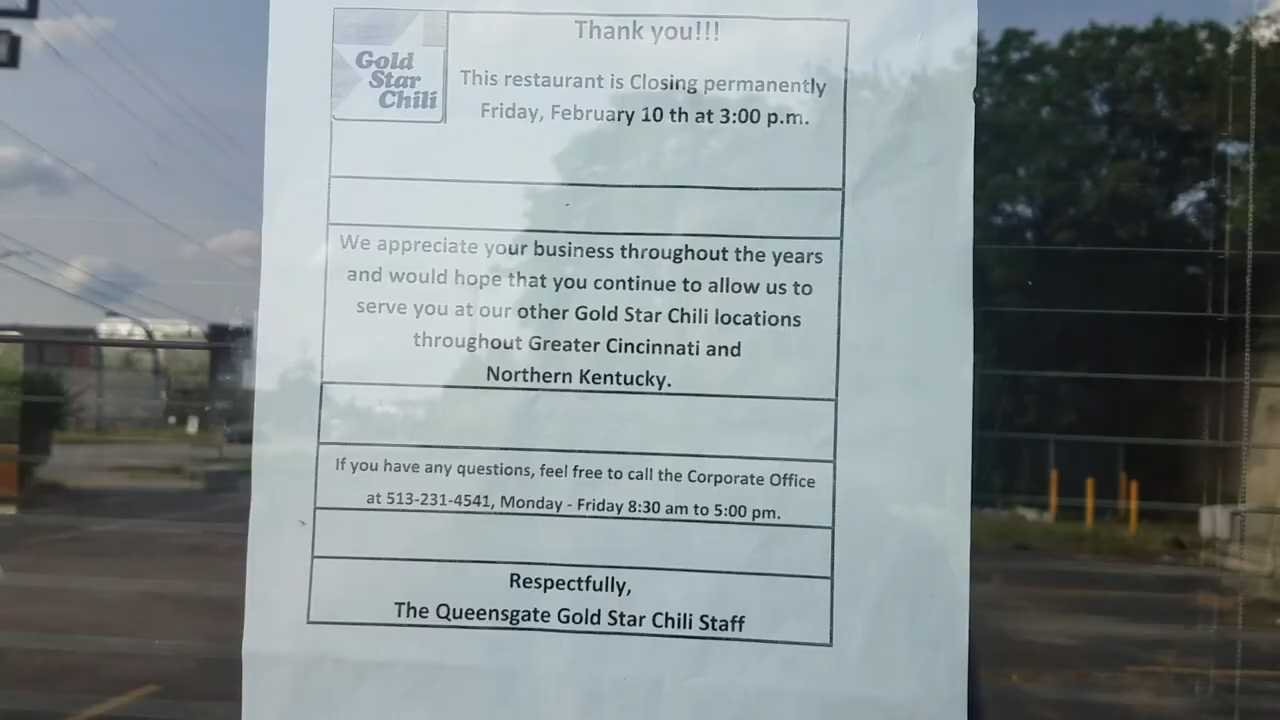 Thank you!!!
Gold
Star
Chili
This restaurant is Closing permanently
Friday, February 10 th at 3:00 p.m.
We appreciate your business throughout the years
and would hope that you continue to allow us to
serve you at our other Gold Star Chili locations
throughout Greater Cincinnati and
Northern Kentucky.
If you have any questions, feel free to call the Corporate Office
at 513-231-4541, Monday - Friday 8:30 am to 5:00 pm.
Respectfully,
The Queensgate Gold Star Chili Staff